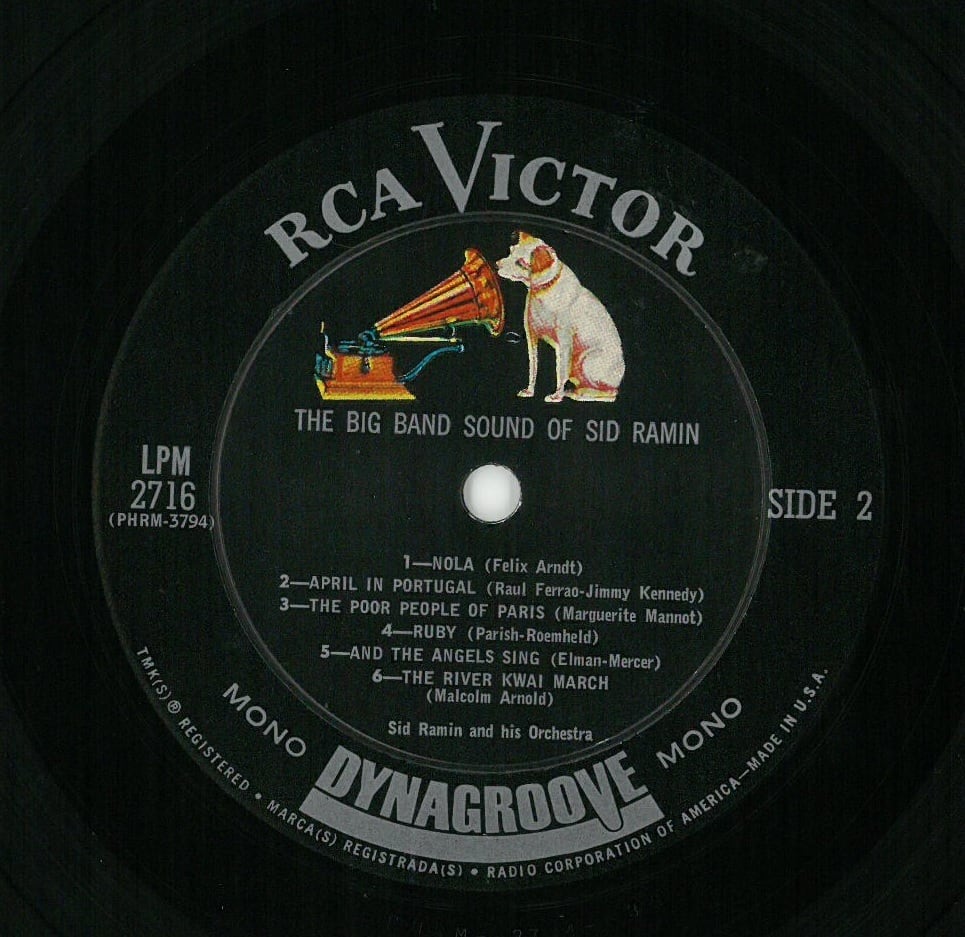 RCA VICTOR
THE BIG BAND SOUND OF SID RAMIN
LPM
2716
(PHRM-3794)
SIDE 2
1—NOLA (Felix Arndt)
2—APRIL IN PORTUGAL (Raul Ferrao-Jimmy Kennedy)
3—THE POOR PEOPLE OF PARIS (Marguerite Mannot)
4—RUBY (Parish-Roemheld)
5—AND THE ANGELS SING (Elman-Mercer)
6—THE RIVER KWAI MARCH
(Malcolm Arnold)
Sid Ramin and his Orchestra
MONO DYNAGROOVE MONO
TMK(S) ® REGISTERED • MARCA(S) REGISTRADA(S) • RADIO CORPORATION OF AMERICA—MADE IN U.S.A.